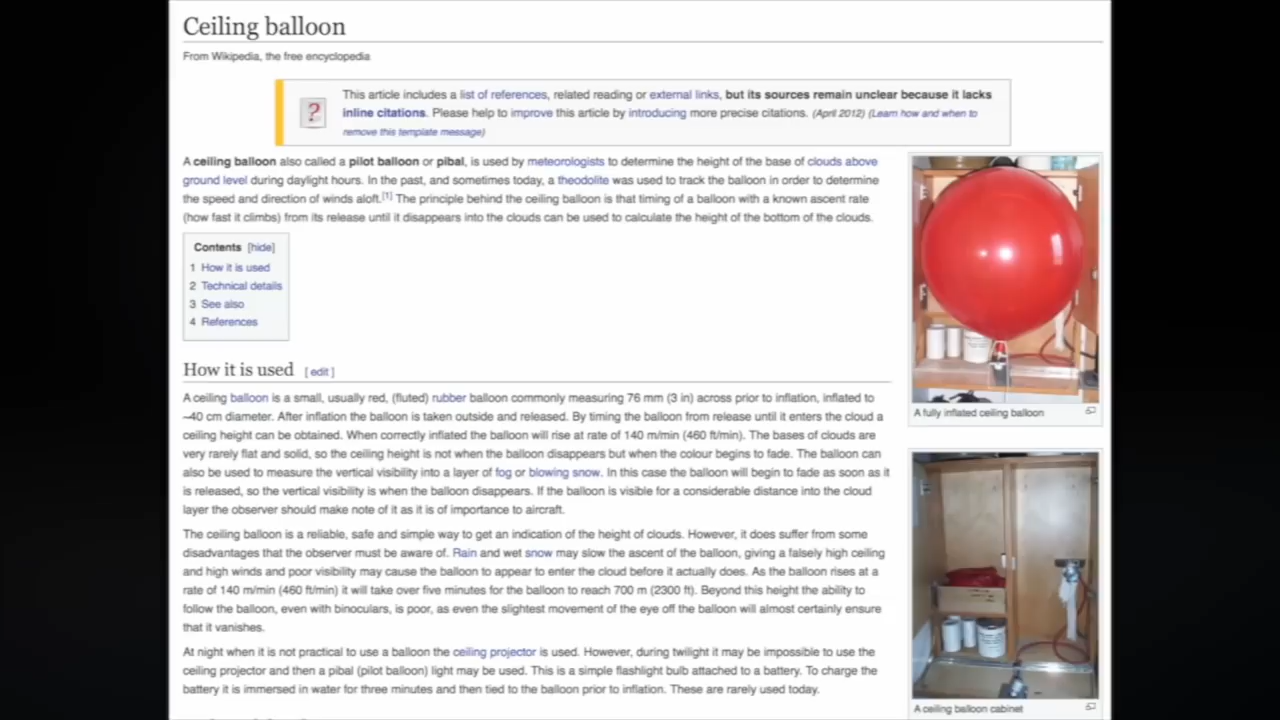 Ceiling balloon
From Wikipedia, the free encyclopedia
This article includes a list of references, related reading or external links, but its sources remain unclear because it lacks
inline citations. Please help to improve this article by introducing more precise citations. (April 2012) (Learn how and when to
remove this template message)
A ceiling balloon also called a pilot balloon or pibal, is used by meteorologists to determine the height of the base of clouds above
ground level during daylight hours. In the past, and sometimes today, a theodolite was used to track the balloon in order to determine
the speed and direction of winds aloft.[1] The principle behind the ceiling balloon is that timing of a balloon with a known ascent rate
(how fast it climbs) from its release until it disappears into the clouds can be used to calculate the height of the bottom of the clouds.
Contents [hide]
1 How it is used
2 Technical details
3 See also
4 References
A fully inflated ceiling balloon
How it is used [ edit ]
A ceiling balloon is a small, usually red, (fluted) rubber balloon commonly measuring 76 mm (3 in) across prior to inflation, inflated to
~40 cm diameter. After inflation the balloon is taken outside and released. By timing the balloon from release until it enters the cloud a
ceiling height can be obtained. When correctly inflated the balloon will rise at rate of 140 m/min (460 ft/min). The bases of clouds are
very rarely flat and solid, so the ceiling height is not when the balloon disappears but when the colour begins to fade. The balloon can
also be used to measure the vertical visibility into a layer of fog or blowing snow. In this case the balloon will begin to fade as soon as it
is released, so the vertical visibility is when the balloon disappears. If the balloon is visible for a considerable distance into the cloud
layer the observer should make note of it as it is of importance to aircraft.
The ceiling balloon is a reliable, safe and simple way to get an indication of the height of clouds. However, it does suffer from some
disadvantages that the observer must be aware of. Rain and wet snow may slow the ascent of the balloon, giving a falsely high ceiling
and high winds and poor visibility may cause the balloon to appear to enter the cloud before it actually does. As the balloon rises at a
rate of 140 m/min (460 ft/min) it will take over five minutes for the balloon to reach 700 m (2300 ft). Beyond this height the ability to
follow the balloon, even with binoculars, is poor, as even the slightest movement of the eye off the balloon will almost certainly ensure
that it vanishes.
At night when it is not practical to use a balloon the ceiling projector is used. However, during twilight it may be impossible to use the
ceiling projector and then a pibal (pilot balloon) light may be used. This is a simple flashlight bulb attached to a battery. To charge the
battery it is immersed in water for three minutes and then tied to the balloon prior to inflation. These are rarely used today.
A ceiling balloon cabinet